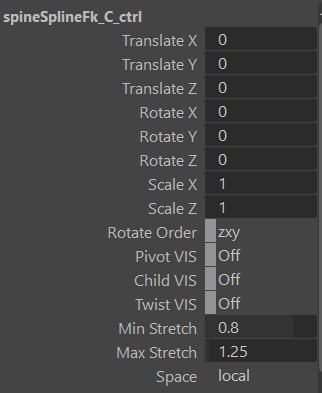 spineSplineFk_C_ctrl
Translate X 0
Translate Y 0
Translate Z 0
Rotate X 0
Rotate Y 0
Rotate Z 0
Scale X 1
Scale Z 1
Rotate Order zxy
Pivot VIS Off
Child VIS Off
Twist VIS Off
Min Stretch 0.8
Max Stretch 1.25
Space local